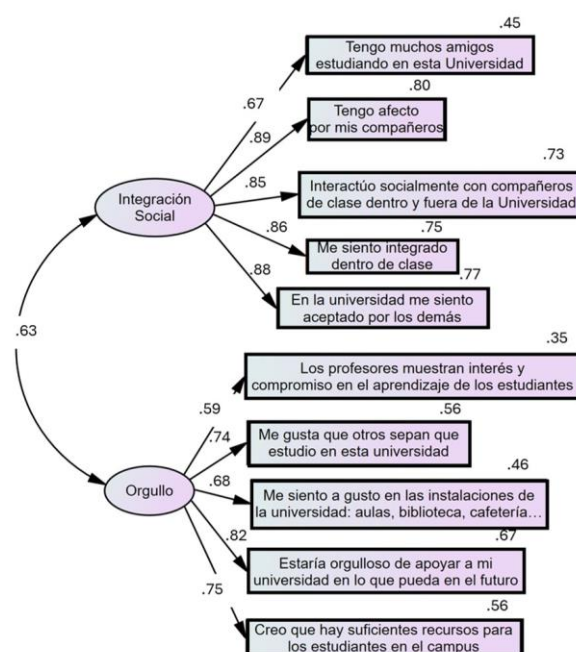 .45
Tengo muchos amigos
estudiando en esta Universidad
.67
.80
Tengo afecto
por mis compañeros
.89
.73
.85
Interactúo socialmente con compañeros
de clase dentro y fuera de la Universidad
Integración
Social
.86
.75
Me siento integrado
dentro de clase
.88
.77
En la universidad me siento
aceptado por los demás
.63
.35
Los profesores muestran interés y
compromiso en el aprendizaje de los estudiantes
.59
.56
.74
Me gusta que otros sepan que
estudio en esta universidad
.46
.68
Orgullo
Me siento a gusto en las instalaciones de
la universidad: aulas, biblioteca, cafetería…
.82
.67
Estaría orgulloso de apoyar a mi
universidad en lo que pueda en el futuro
.75
.56
Creo que hay suficientes recursos para
los estudiantes en el campus